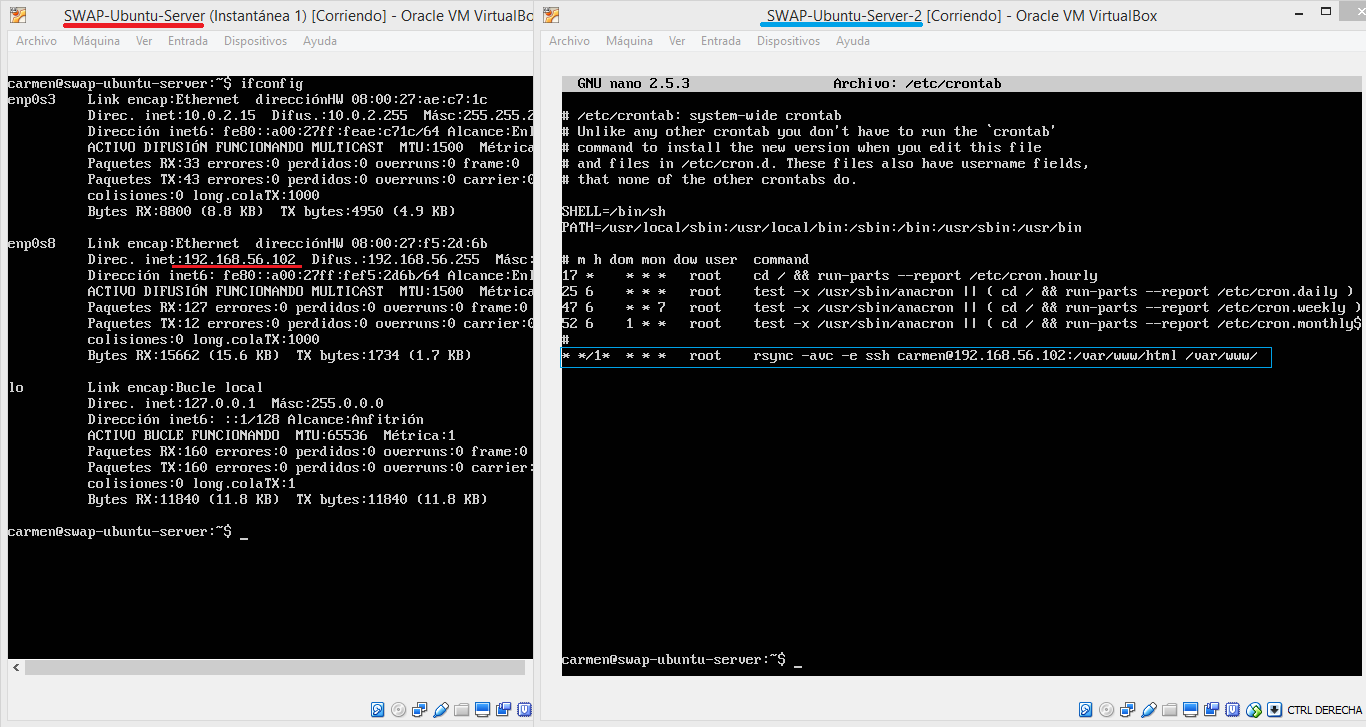 SWAP-Ubuntu-Server (Instantánea 1) [Corriendo] - Oracle VM VirtualBo
Archivo Máquina Ver Entrada Dispositivos Ayuda
carmen@swap-ubuntu-server:~$ ifconfig
enp0s3 Link encap:Ethernet direcciónHW 08:00:27:ae:c7:1c
Direc. inet:10.0.2.15 Difus.:10.0.2.255 Másc:255.255.2
Dirección inet6: fe80::a00:27ff:feae:c71c/64 Alcance:Enl
ACTIVO DIFUSIÓN FUNCIONANDO MULTICAST MTU:1500 Métrica
Paquetes RX:33 errores:0 perdidos:0 overruns:0 frame:0
Paquetes TX:43 errores:0 perdidos:0 overruns:0 carrier:0
colisiones:0 long.colaTX:1000
Bytes RX:8800 (8.8 KB) TX bytes:4950 (4.9 KB)
enp0s8 Link encap:Ethernet direcciónHW 08:00:27:f5:2d:6b
Direc. inet:192.168.56.102 Difus.:192.168.56.255 Másc:
Dirección inet6: fe80::a00:27ff:fef5:2d6b/64 Alcance:Enl
ACTIVO DIFUSIÓN FUNCIONANDO MULTICAST MTU:1500 Métrica
Paquetes RX:127 errores:0 perdidos:0 overruns:0 frame:0
Paquetes TX:12 errores:0 perdidos:0 overruns:0 carrier:0
colisiones:0 long.colaTX:1000
Bytes RX:15662 (15.6 KB) TX bytes:1734 (1.7 KB)
lo Link encap:Bucle local
Direc. inet:127.0.0.1 Másc:255.0.0.0
Dirección inet6: ::1/128 Alcance:Anfitrión
ACTIVO BUCLE FUNCIONANDO MTU:65536 Métrica:1
Paquetes RX:160 errores:0 perdidos:0 overruns:0 frame:0
Paquetes TX:160 errores:0 perdidos:0 overruns:0 carrier:
colisiones:0 long.colaTX:1
Bytes RX:11840 (11.8 KB) TX bytes:11840 (11.8 KB)
carmen@swap-ubuntu-server:~$ _
SWAP-Ubuntu-Server-2 [Corriendo] - Oracle VM VirtualBox
Archivo Máquina Ver Entrada Dispositivos Ayuda
GNU nano 2.5.3 Archivo: /etc/crontab
# /etc/crontab: system-wide crontab
# Unlike any other crontab you don't have to run the `crontab'
# command to install the new version when you edit this file
# and files in /etc/cron.d. These files also have username fields,
# that none of the other crontabs do.
SHELL=/bin/sh
PATH=/usr/local/sbin:/usr/local/bin:/sbin:/bin:/usr/sbin:/usr/bin
# m h dom mon dow user command
17 * * * * root cd / && run-parts --report /etc/cron.hourly
25 6 * * * root test -x /usr/sbin/anacron || ( cd / && run-parts --report /etc/cron.daily )
47 6 * * 7 root test -x /usr/sbin/anacron || ( cd / && run-parts --report /etc/cron.weekly )
52 6 1 * * root test -x /usr/sbin/anacron || ( cd / && run-parts --report /etc/cron.monthly$
#
* */1* * * * root rsync -avc -e ssh carmen@192.168.56.102:/var/www/html /var/www/
carmen@swap-ubuntu-server:~$ _
CTRL DERECHA